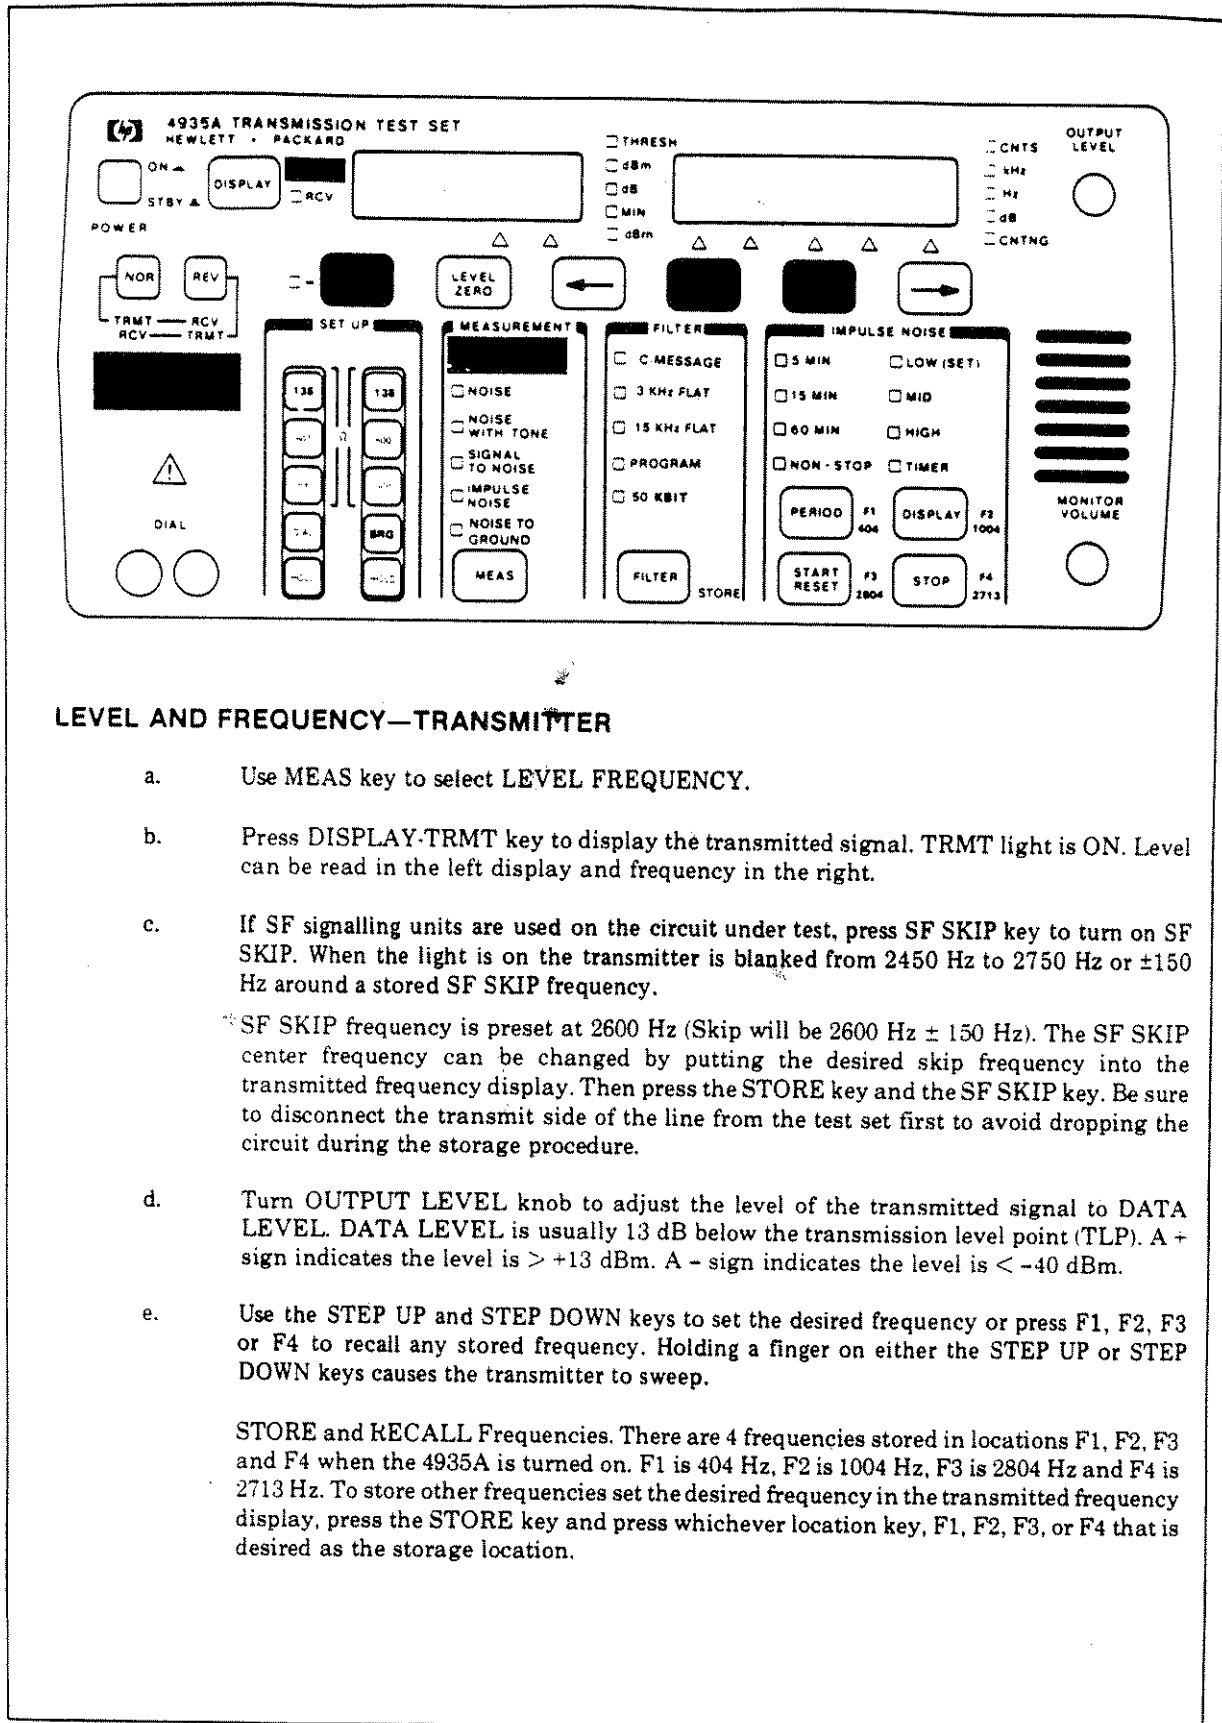 hp
4935A TRANSMISSION TEST SET
HEWLETT · PACKARD
ON
STBY
POWER
DISPLAY
RCV
THRESH
dBm
dB
MIN
dBrn
CNTS
kHz
Hz
dB
CNTNG
OUTPUT
LEVEL
NOR
REV
TRMT RCV
RCV TRMT
LEVEL
ZERO
SET UP
135
135
600
BRG
HOLD
HOLD
Ω
MEASUREMENT
NOISE
NOISE
WITH TONE
SIGNAL
TO NOISE
IMPULSE
NOISE
NOISE TO
GROUND
MEAS
FILTER
C-MESSAGE
3 KHz FLAT
15 KHz FLAT
PROGRAM
50 KBIT
FILTER
STORE
IMPULSE NOISE
5 MIN
LOW (SET)
15 MIN
MID
60 MIN
HIGH
NON-STOP
TIMER
PERIOD
F1
404
DISPLAY
F2
1004
START
RESET
F3
2804
STOP
F4
2713
MONITOR
VOLUME
DIAL
LEVEL AND FREQUENCY—TRANSMITTER
a. Use MEAS key to select LEVEL FREQUENCY.
b. Press DISPLAY-TRMT key to display the transmitted signal. TRMT light is ON. Level
can be read in the left display and frequency in the right.
c. If SF signalling units are used on the circuit under test, press SF SKIP key to turn on SF
SKIP. When the light is on the transmitter is blanked from 2450 Hz to 2750 Hz or ±150
Hz around a stored SF SKIP frequency.
SF SKIP frequency is preset at 2600 Hz (Skip will be 2600 Hz ± 150 Hz). The SF SKIP
center frequency can be changed by putting the desired skip frequency into the
transmitted frequency display. Then press the STORE key and the SF SKIP key. Be sure
to disconnect the transmit side of the line from the test set first to avoid dropping the
circuit during the storage procedure.
d. Turn OUTPUT LEVEL knob to adjust the level of the transmitted signal to DATA
LEVEL. DATA LEVEL is usually 13 dB below the transmission level point (TLP). A +
sign indicates the level is > +13 dBm. A - sign indicates the level is < -40 dBm.
e. Use the STEP UP and STEP DOWN keys to set the desired frequency or press F1, F2, F3
or F4 to recall any stored frequency. Holding a finger on either the STEP UP or STEP
DOWN keys causes the transmitter to sweep.
STORE and RECALL Frequencies. There are 4 frequencies stored in locations F1, F2, F3
and F4 when the 4935A is turned on. F1 is 404 Hz, F2 is 1004 Hz, F3 is 2804 Hz and F4 is
2713 Hz. To store other frequencies set the desired frequency in the transmitted frequency
display, press the STORE key and press whichever location key, F1, F2, F3, or F4 that is
desired as the storage location.